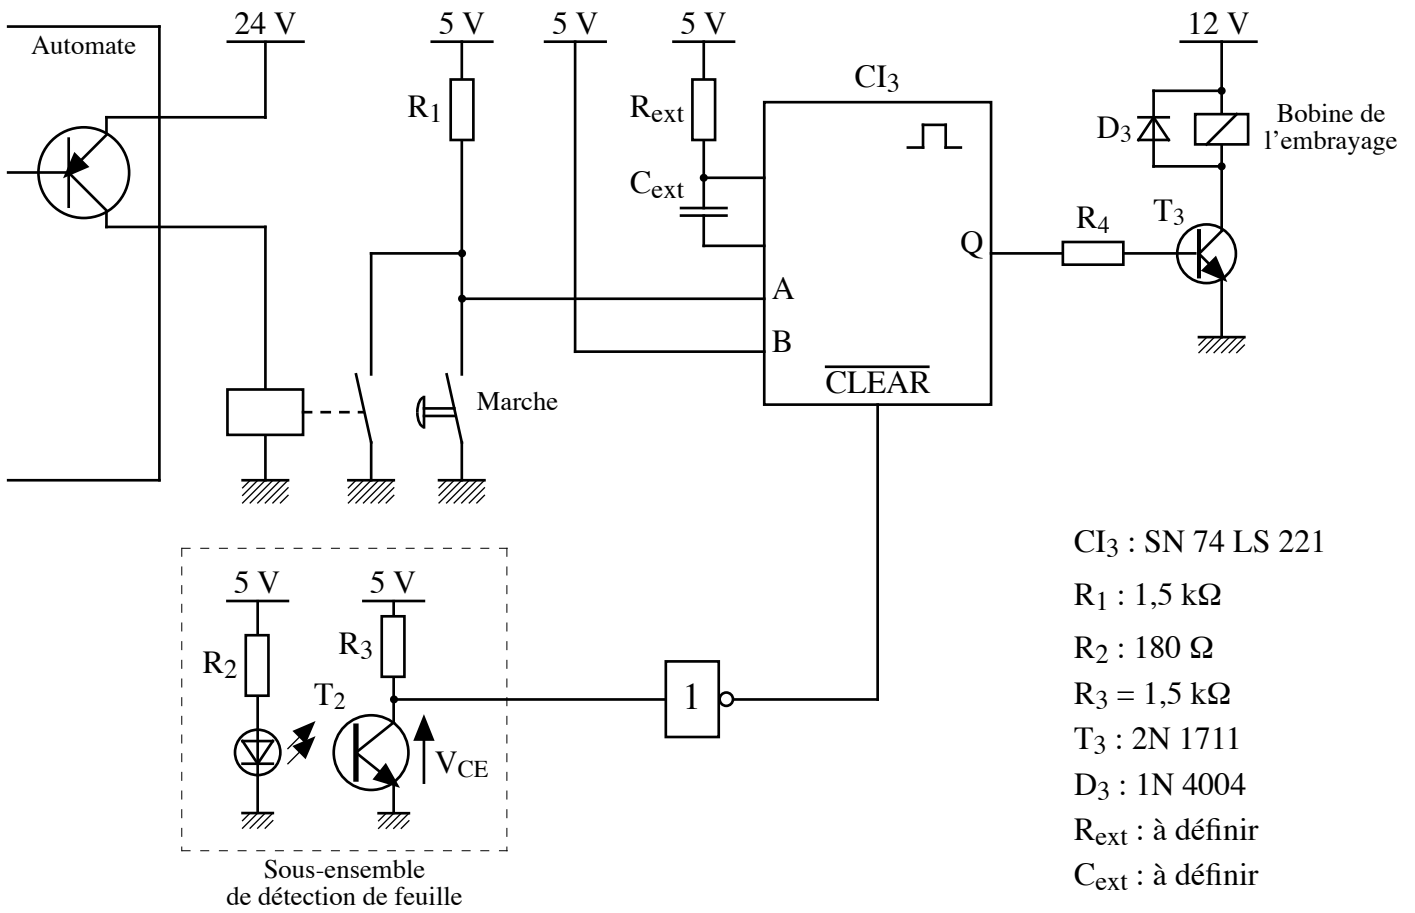 Automate
24 V
5 V
5 V
5 V
12 V
CI3
R1
Rext
Cext
D3
Bobine de
l'embrayage
T3
R4
Q
A
B
CLEAR
Marche
5 V
5 V
R2
R3
T2
VCE
1
Sous-ensemble
de détection de feuille
CI3 : SN 74 LS 221
R1 : 1,5 kΩ
R2 : 180 Ω
R3 = 1,5 kΩ
T3 : 2N 1711
D3 : 1N 4004
Rext : à définir
Cext : à définir